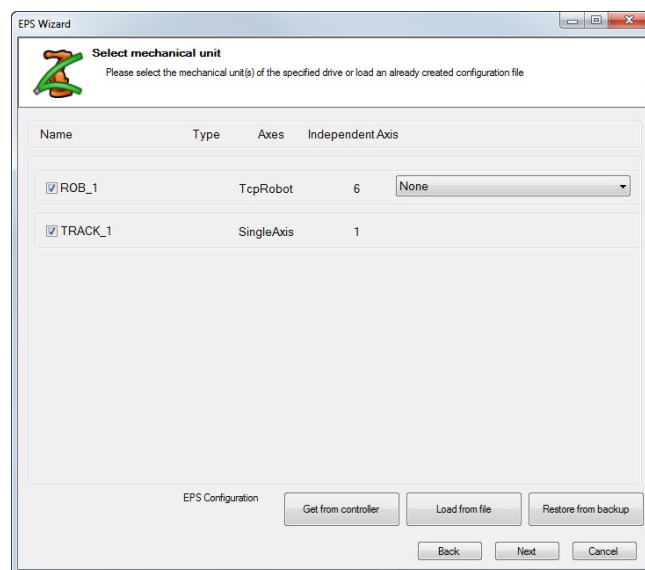 EPS Wizard
Select mechanical unit
Please select the mechanical unit(s) of the specified drive or load an already created configuration file
Name Type Axes Independent Axis
ROB_1 TcpRobot 6 None
TRACK_1 SingleAxis 1
EPS Configuration Get from controller Load from file Restore from backup
Back Next Cancel